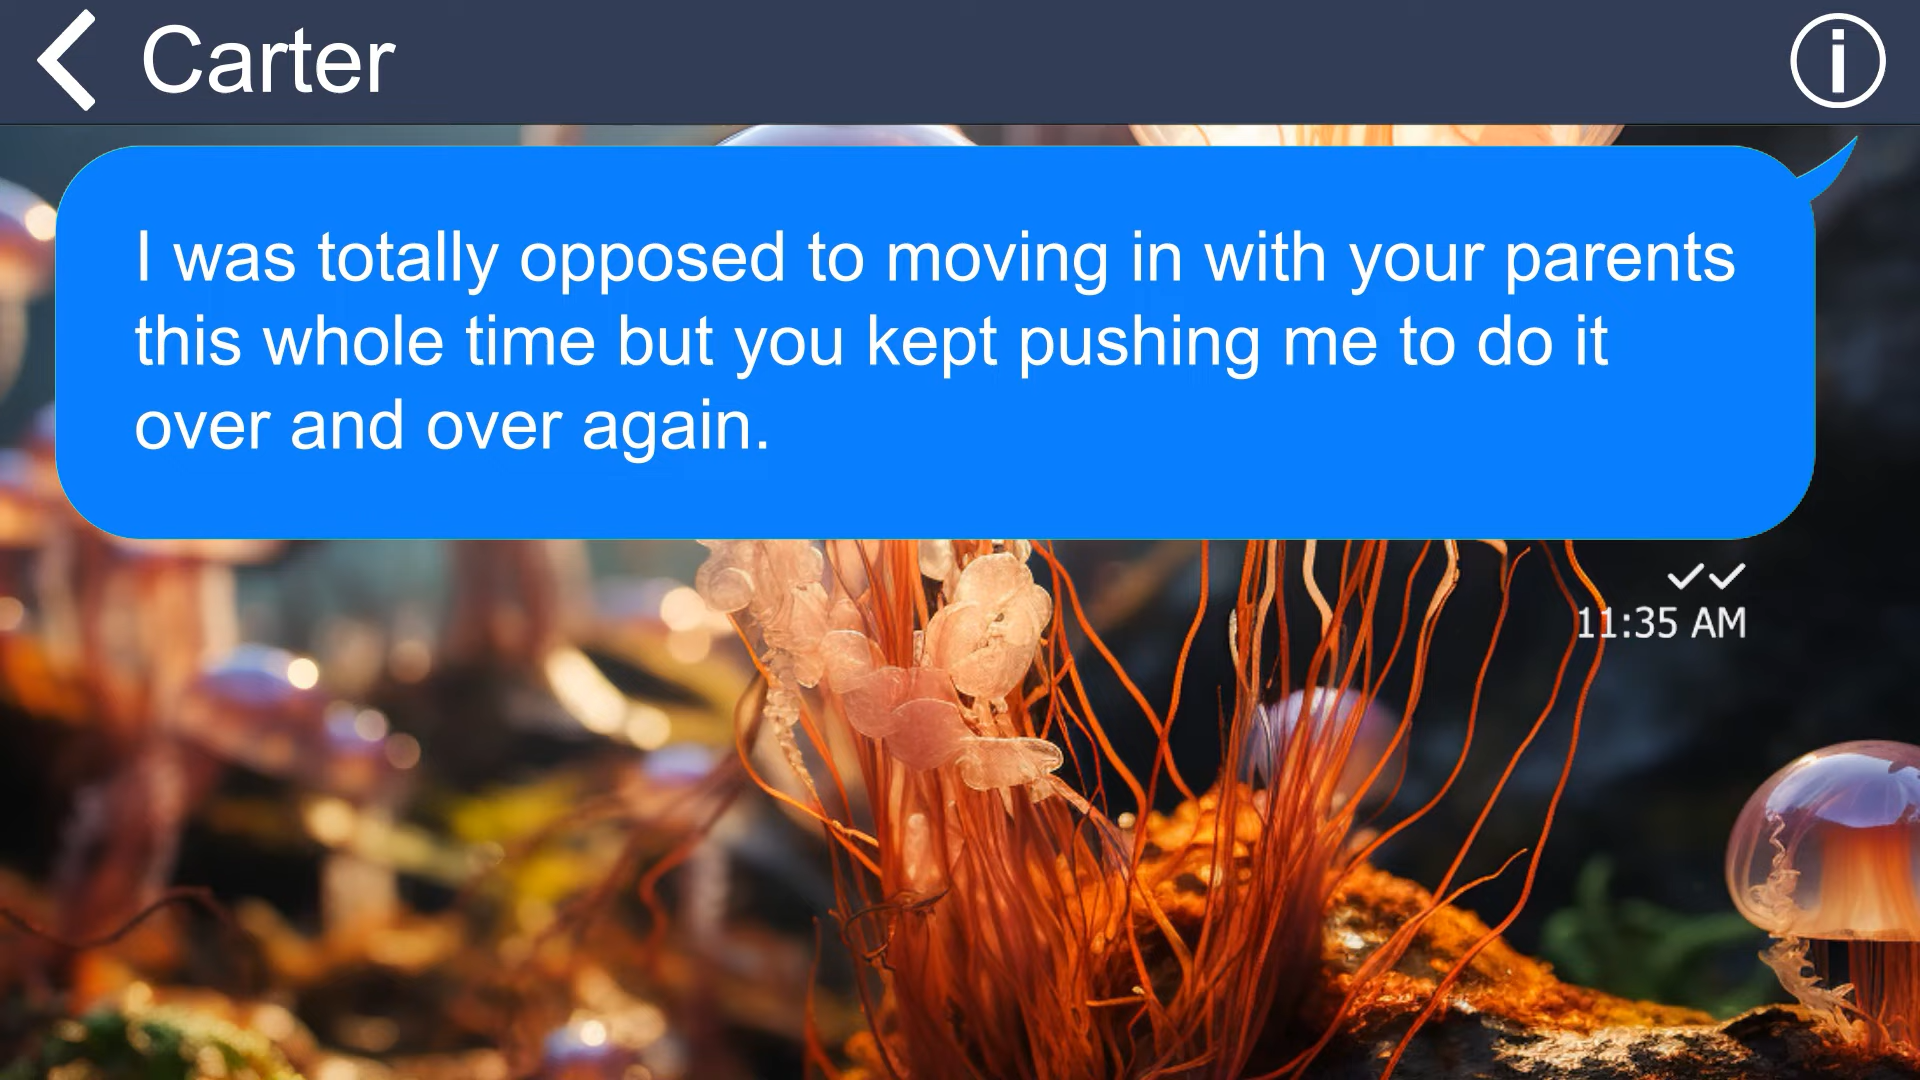 Carter
I was totally opposed to moving in with your parents
this whole time but you kept pushing me to do it
over and over again.
11:35 AM